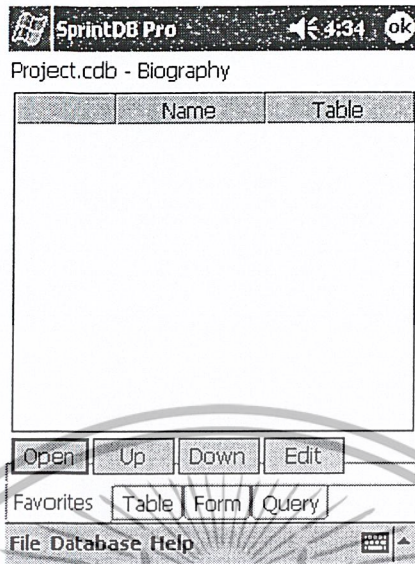 SprintDB Pro 4:34 ok
Project.cdb - Biography
Name Table
Open Up Down Edit
Favorites Table Form Query
File Database Help